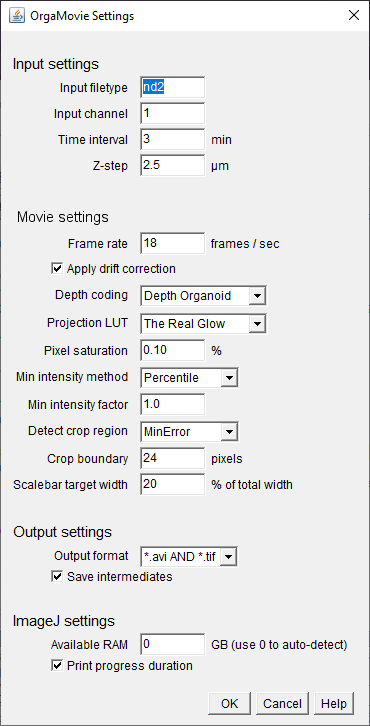 OrgaMovie Settings
Input settings
Input filetype nd2
Input channel 1
Time interval 3 min
Z-step 2.5 µm
Movie settings
Frame rate 18 frames / sec
Apply drift correction
Depth coding Depth Organoid
Projection LUT The Real Glow
Pixel saturation 0.10 %
Min intensity method Percentile
Min intensity factor 1.0
Detect crop region MinError
Crop boundary 24 pixels
Scalebar target width 20 % of total width
Output settings
Output format *.avi AND *.tif
Save intermediates
ImageJ settings
Available RAM 0 GB (use 0 to auto-detect)
Print progress duration
OK Cancel Help